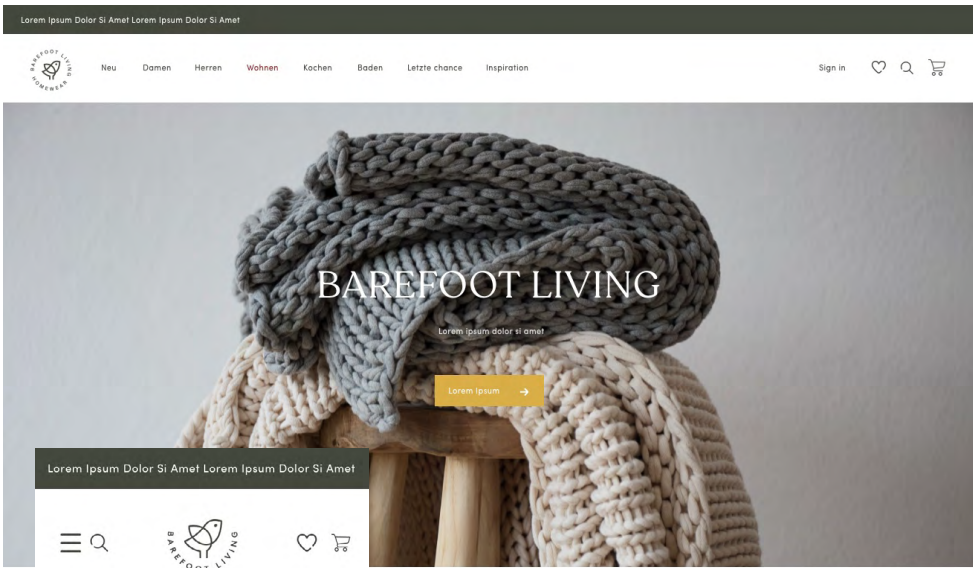 Lorem Ipsum Dolor Si Amet Lorem Ipsum Dolor Si Amet
BAREFOOT LIVING
HOMEWEAR
Neu Damen Herren Wohnen Kochen Baden Letzte chance Inspiration Sign in
BAREFOOT LIVING
Lorem ipsum dolor si amet
Lorem Ipsum
Lorem Ipsum Dolor Si Amet Lorem Ipsum Dolor Si Amet
BAREFOOT LIVING